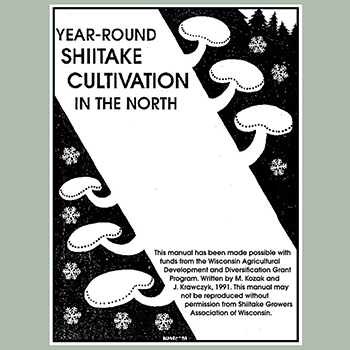 YEAR-ROUND
SHIITAKE
CULTIVATION
IN THE NORTH
This manual has been made possible with
funds from the Wisconsin Agricultural
Development and Diversification Grant
Program. Written by M. Kozak and
J. Krawczyk, 1991. This manual may
not be reproduced without
permission from Shiitake Growers
Association of Wisconsin.